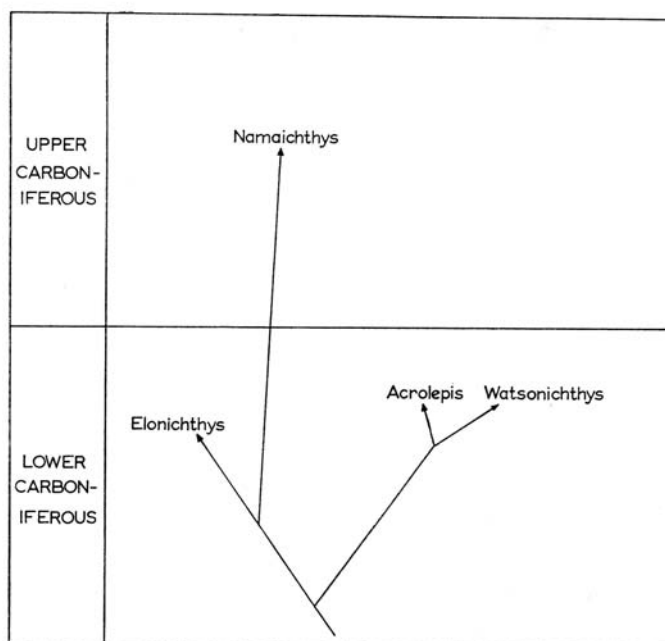 UPPER
CARBON-
IFEROUS
Namaichthys
Acrolepis Watsonichthys
Elonichthys
LOWER
CARBON-
IFEROUS